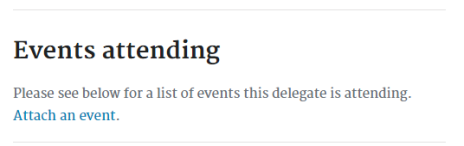 Events attending
Please see below for a list of events this delegate is attending.
Attach an event.